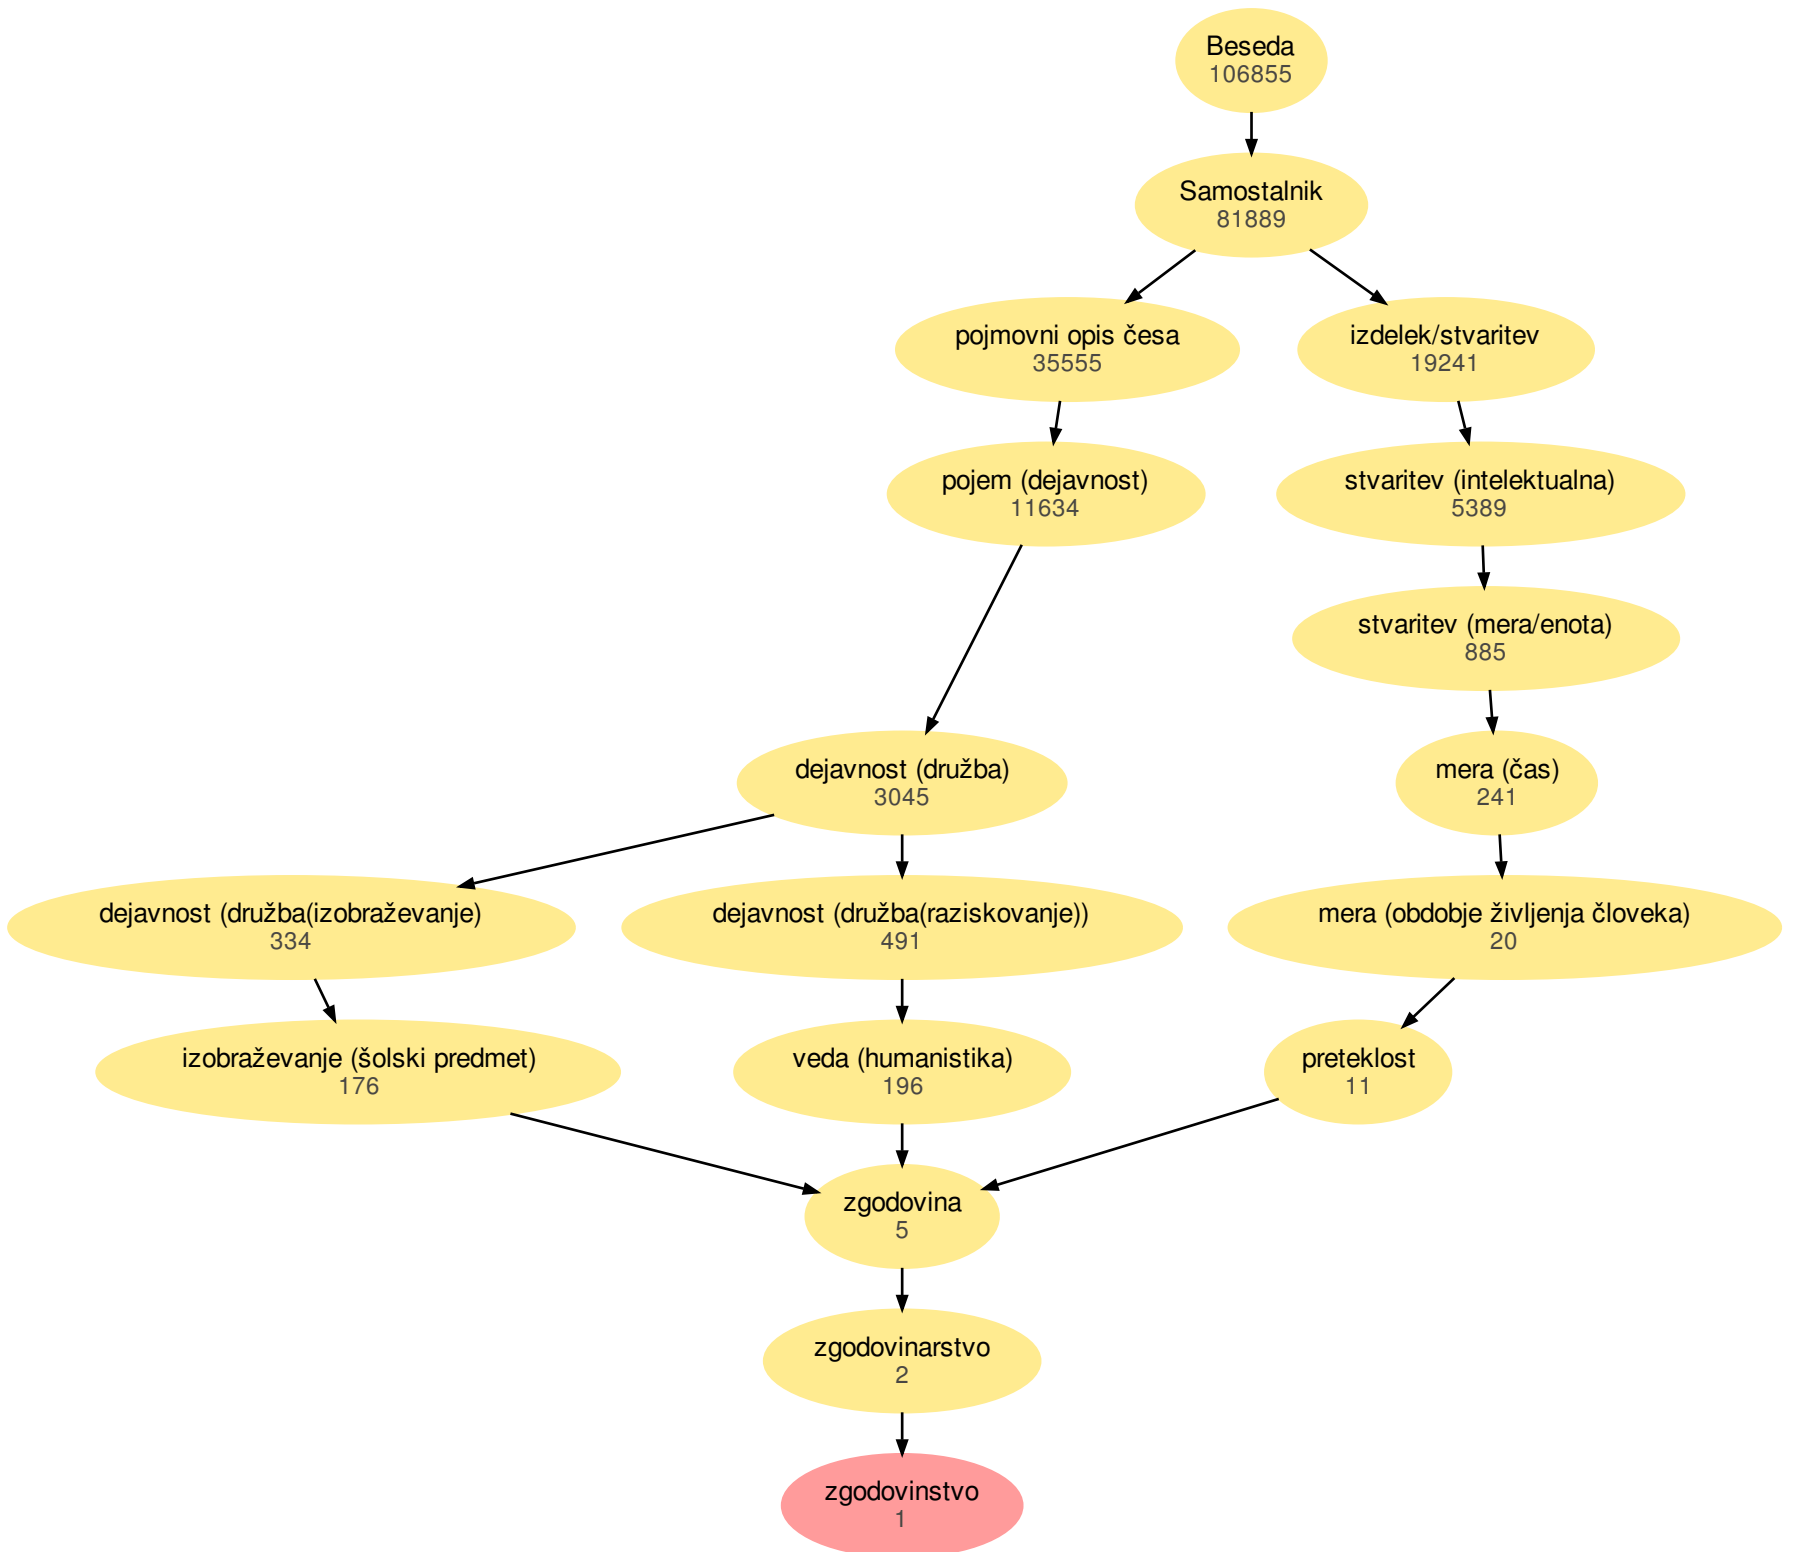 Beseda
106855
Samostalnik
81889
pojmovni opis česa
35555
izdelek/stvaritev
19241
pojem (dejavnost)
11634
stvaritev (intelektualna)
5389
stvaritev (mera/enota)
885
dejavnost (družba)
3045
mera (čas)
241
dejavnost (družba(izobraževanje)
334
dejavnost (družba(raziskovanje))
491
mera (obdobje življenja človeka)
20
izobraževanje (šolski predmet)
176
veda (humanistika)
196
preteklost
11
zgodovina
5
zgodovinarstvo
2
zgodovinstvo
1